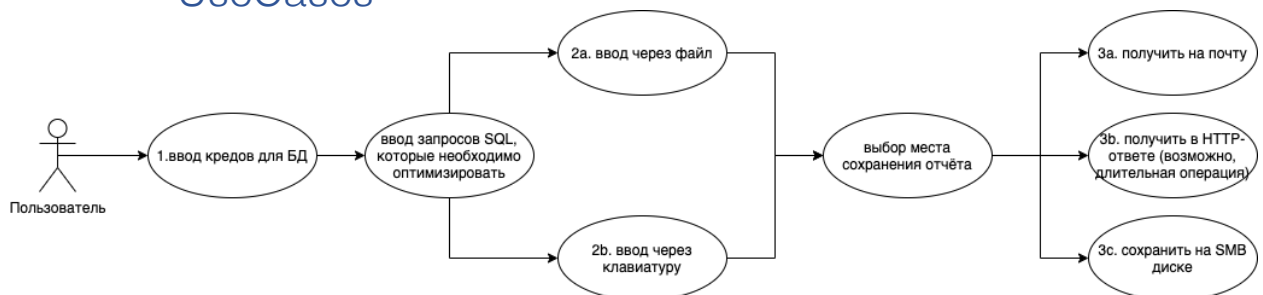 UseCases
Пользователь
1.ввод кредов для БД
ввод запросов SQL,
которые необходимо
оптимизировать
2a. ввод через файл
2b. ввод через
клавиатуру
выбор места
сохранения отчёта
3a. получить на почту
3b. получить в HTTP-
ответе (возможно,
длительная операция)
3c. сохранить на SMB
диске